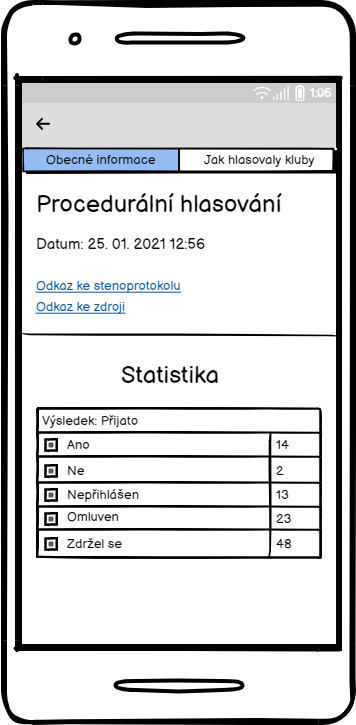 1:06
Obecné informace
Jak hlasovaly kluby
Procedurální hlasování
Datum: 25. 01. 2021 12:56
Odkaz ke stenoprotokolu
Odkaz ke zdroji
Statistika
Výsledek: Přijato
Ano 14
Ne 2
Nepřihlášen 13
Omluven 23
Zdržel se 48